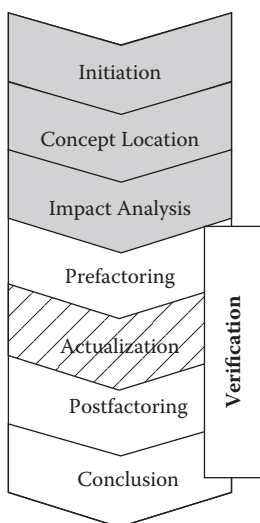 Initiation
Concept Location
Impact Analysis
Prefactoring
Actualization
Postfactoring
Conclusion
Verification